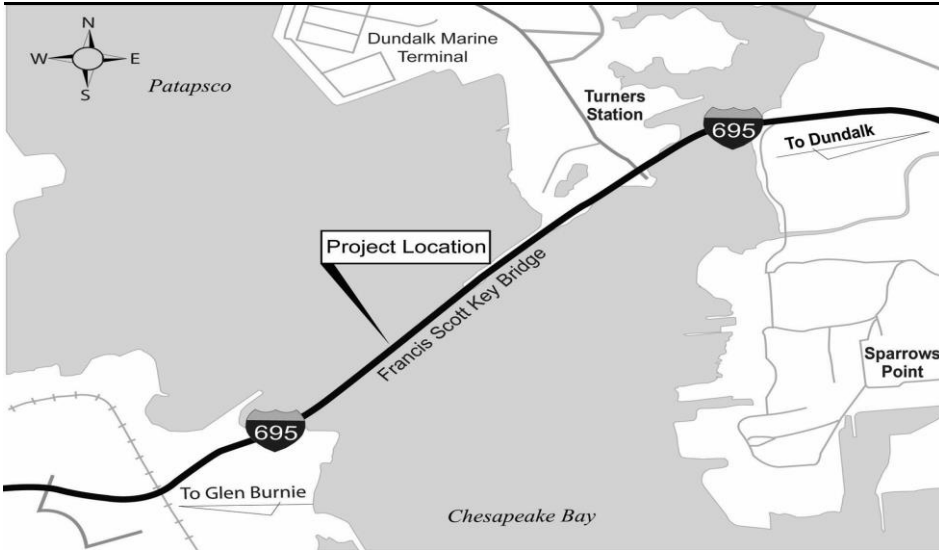 N
W E
S
Patapsco
Dundalk Marine
Terminal
Turners
Station
695
To Dundalk
Project Location
Francis Scott Key Bridge
Sparrows
Point
695
To Glen Burnie
Chesapeake Bay